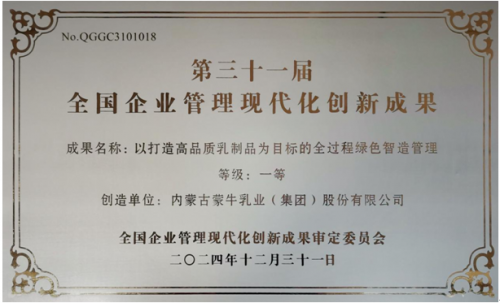 No.QGGC3101018
第三十一届
全国企业管理现代化创新成果
成果名称：以打造高品质乳制品为目标的全过程绿色智造管理
等级：一等
创造单位：内蒙古蒙牛乳业（集团）股份有限公司
全国企业管理现代化创新成果审定委员会
二〇二四年十二月三十一日